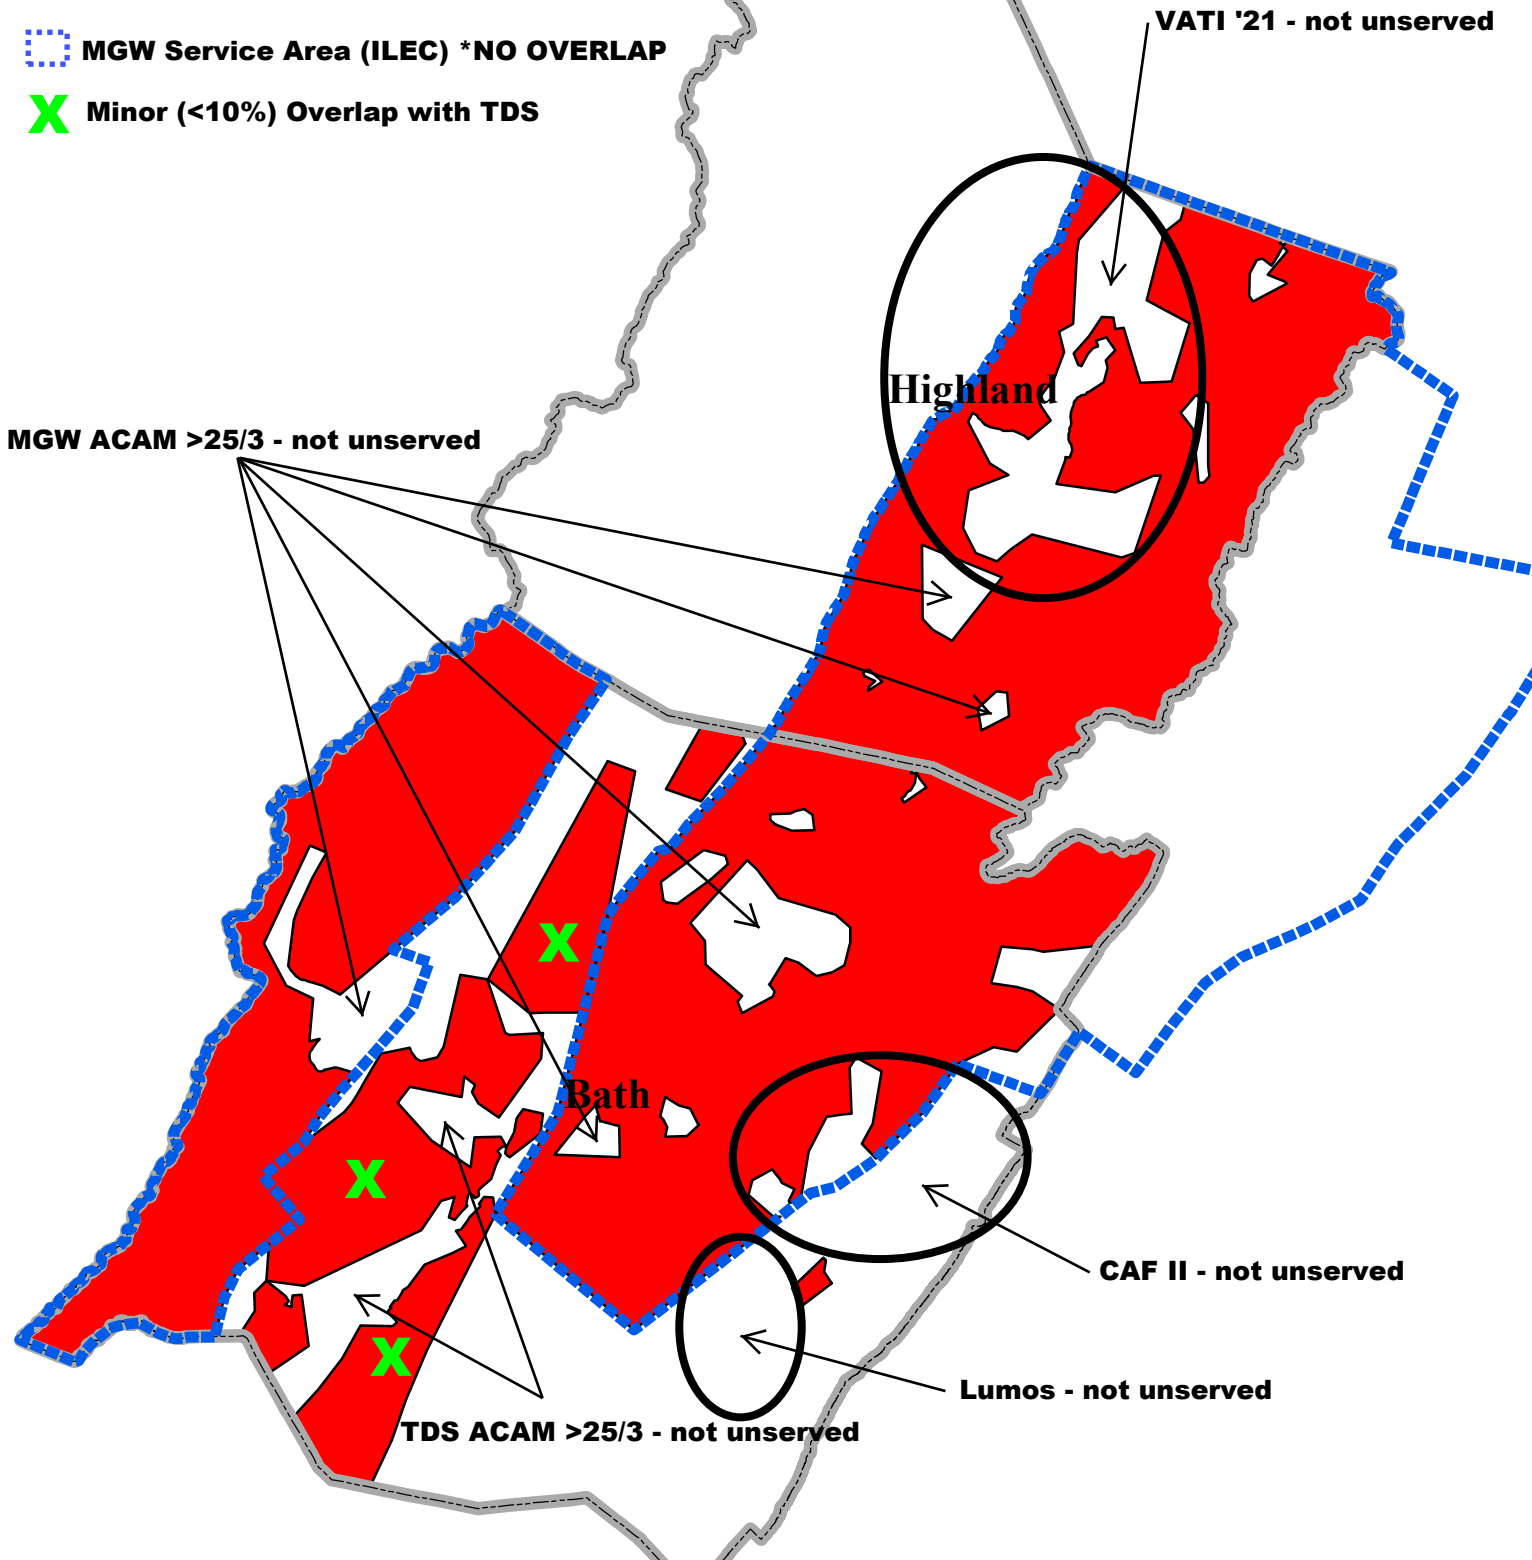 VATI '21 - not unserved
MGW Service Area (ILEC) *NO OVERLAP
X Minor (<10%) Overlap with TDS
Highland
MGW ACAM >25/3 - not unserved
X
Bath
X
CAF II - not unserved
X
Lumos - not unserved
TDS ACAM >25/3 - not unserved